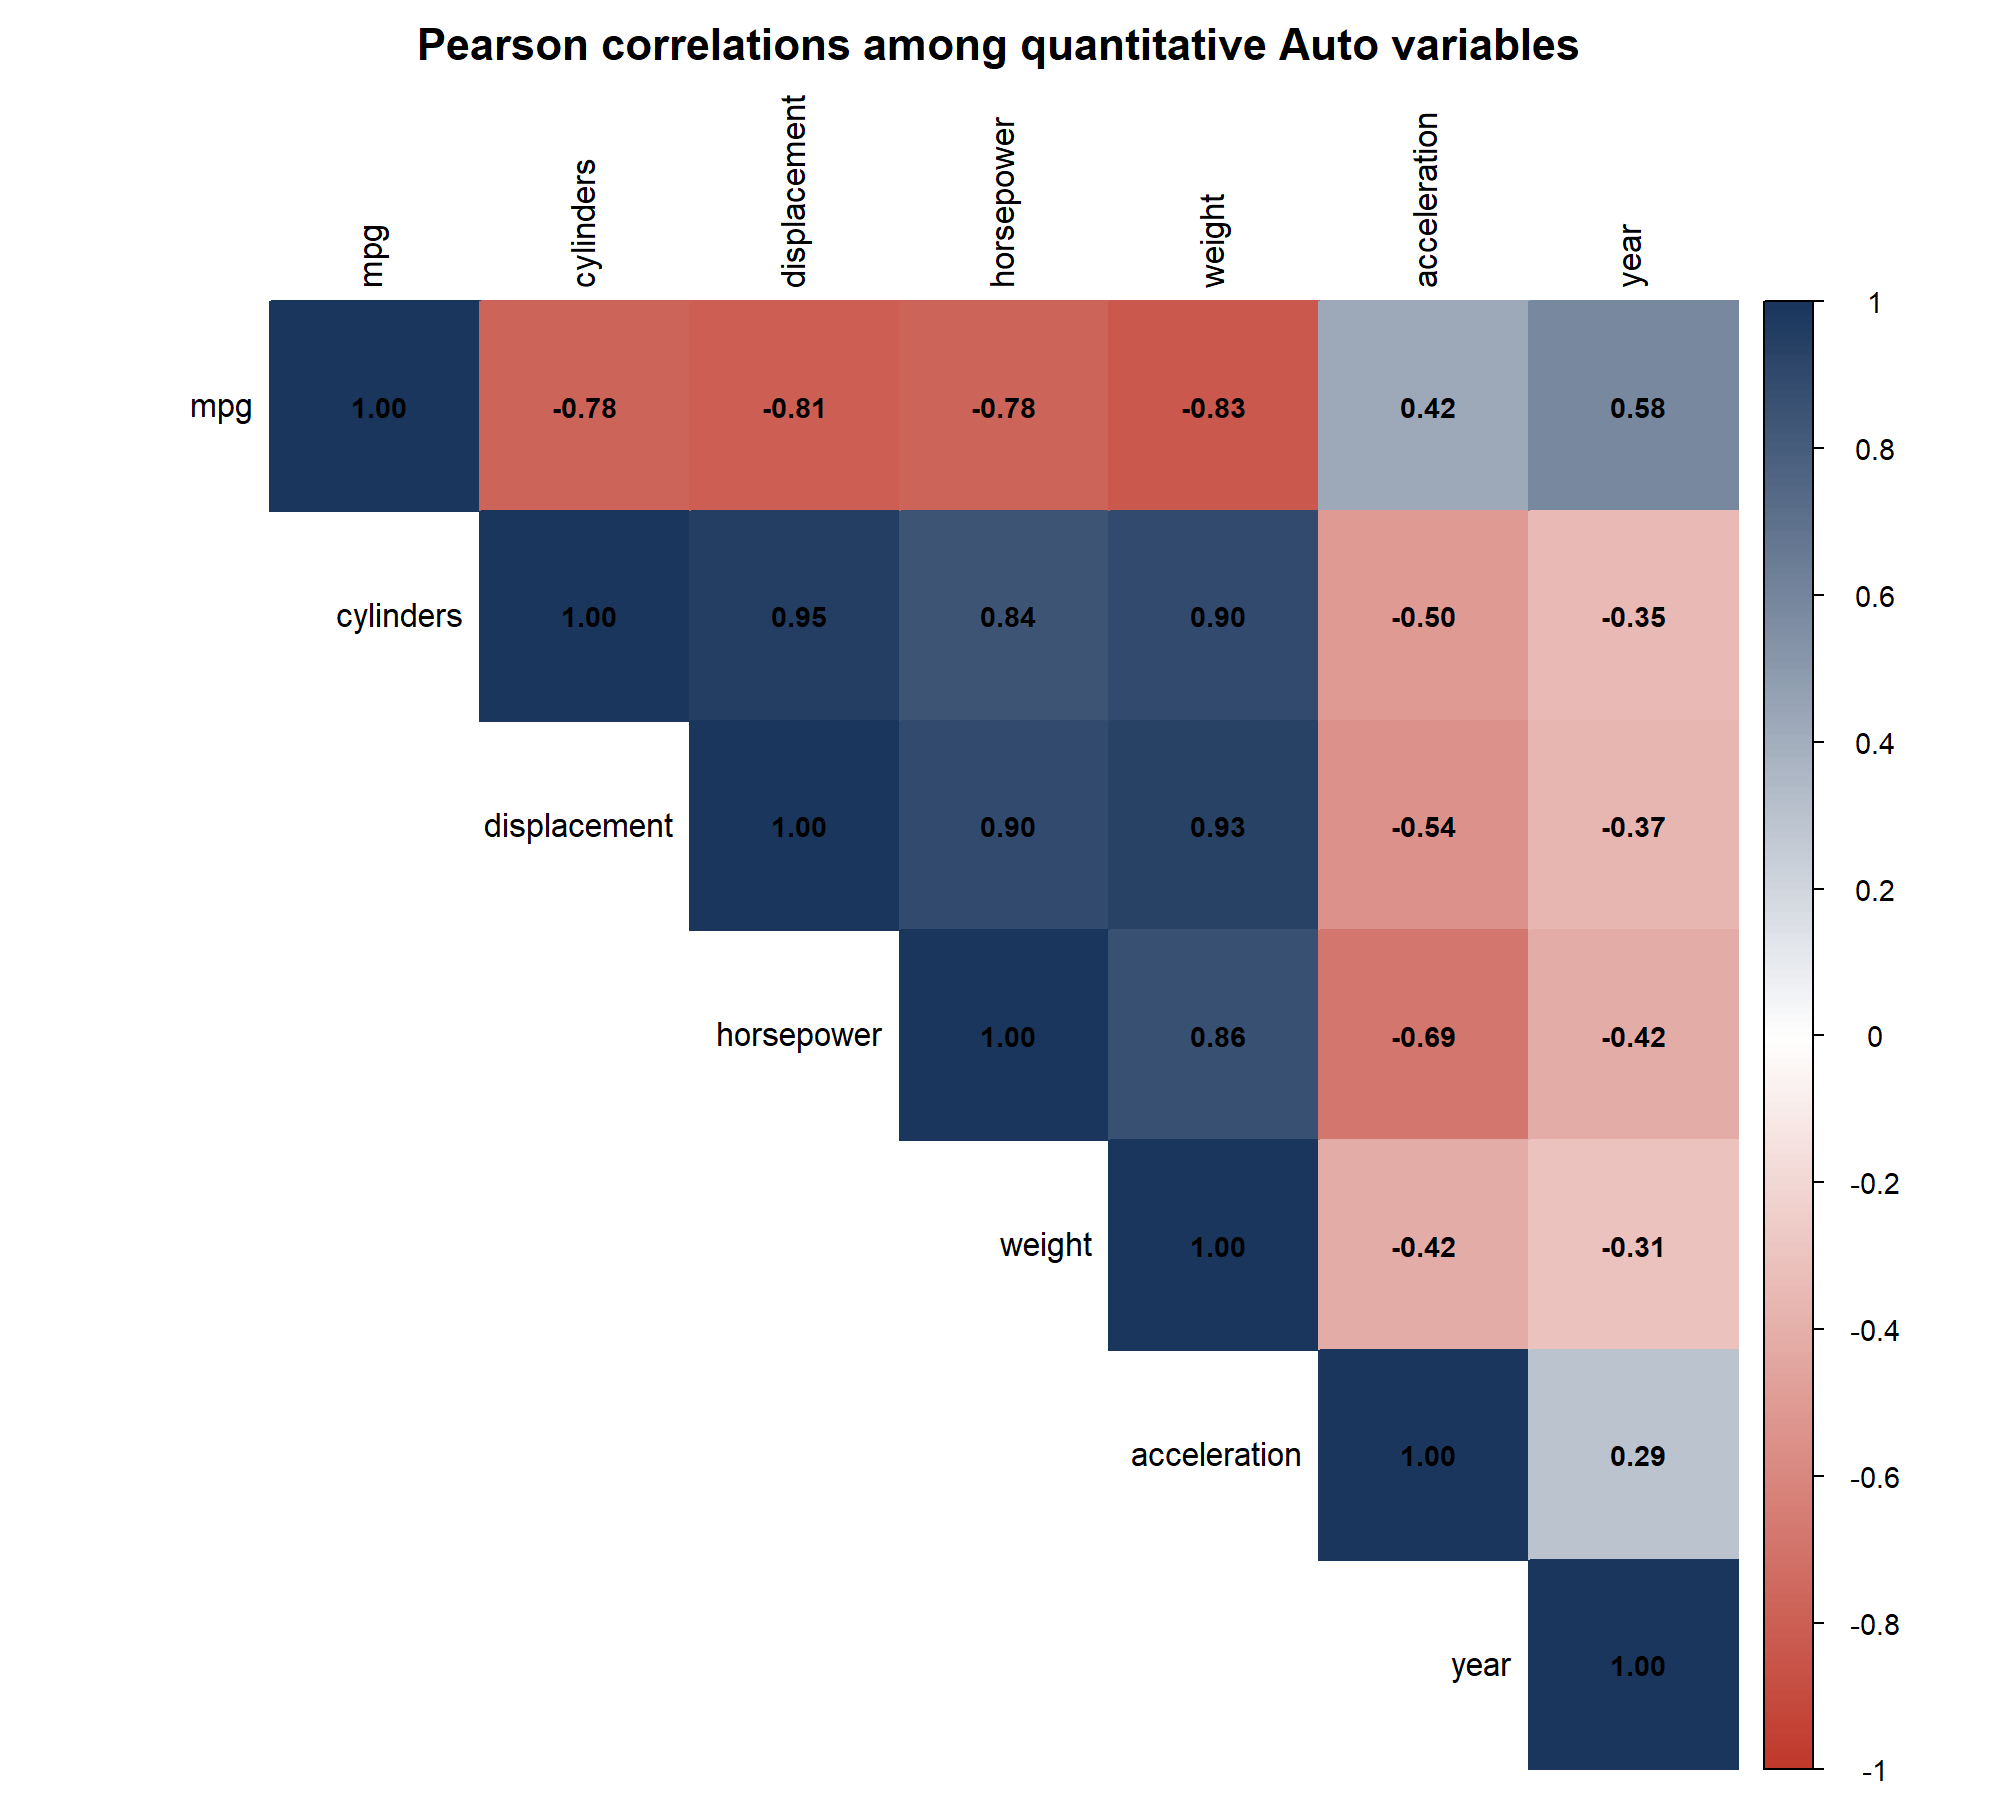 Pearson correlations among quantitative Auto variables
mpg cylinders displacement horsepower weight acceleration year
mpg 1.00 -0.78 -0.81 -0.78 -0.83 0.42 0.58
cylinders 1.00 0.95 0.84 0.90 -0.50 -0.35
displacement 1.00 0.90 0.93 -0.54 -0.37
horsepower 1.00 0.86 -0.69 -0.42
weight 1.00 -0.42 -0.31
acceleration 1.00 0.29
year 1.00
1
0.8
0.6
0.4
0.2
0
-0.2
-0.4
-0.6
-0.8
-1